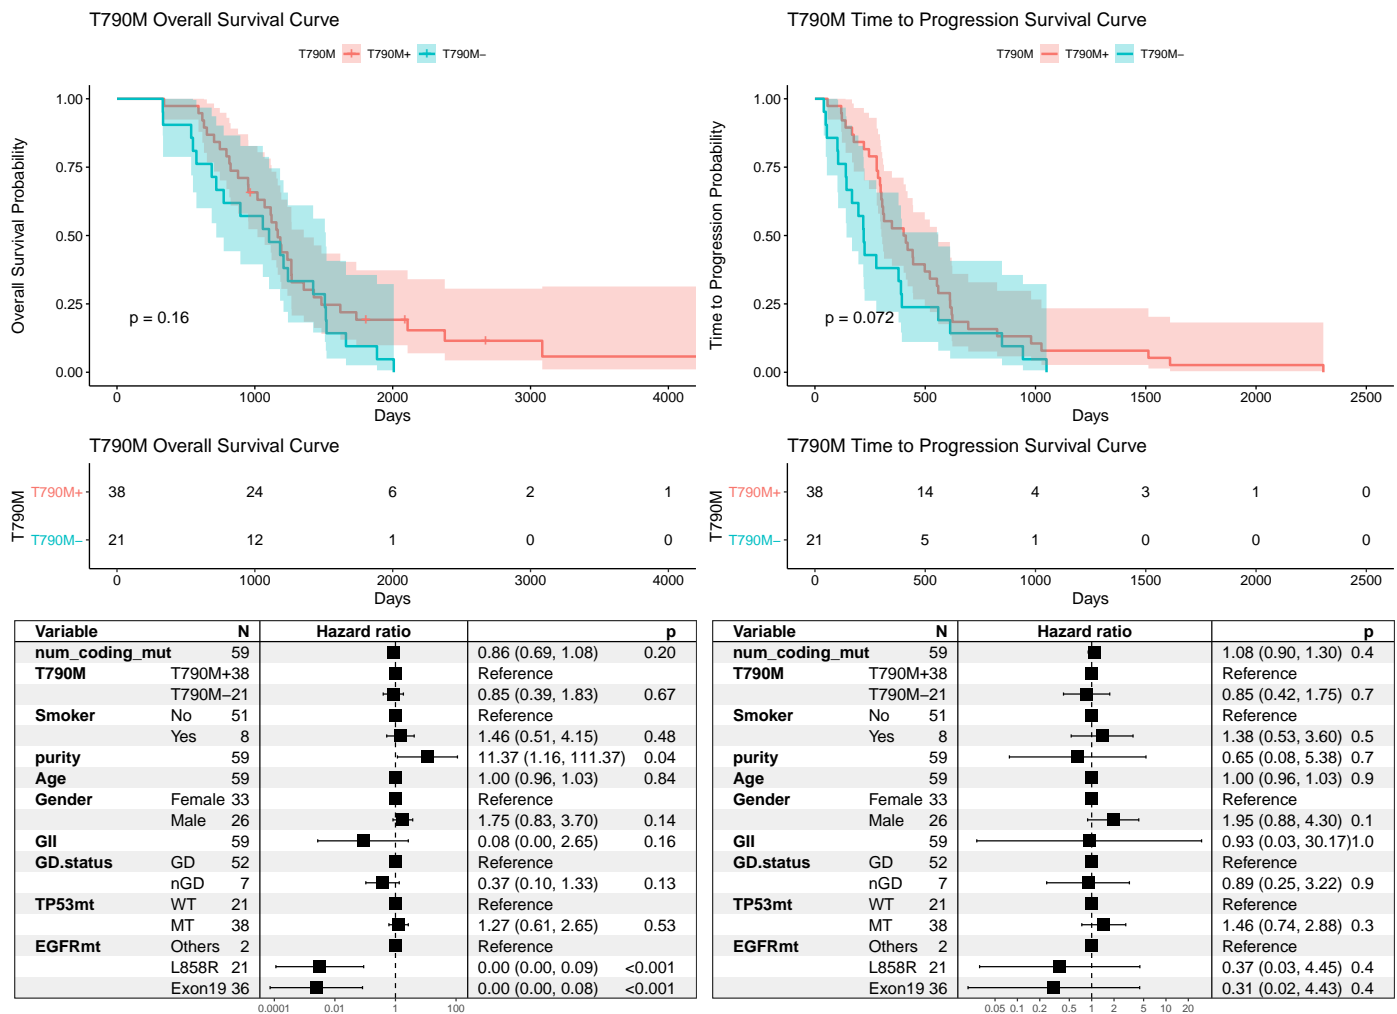 T790M Overall Survival Curve
T790M T790M+ T790M−
Overall Survival Probability
1.00
0.75
0.50
0.25
0.00
p = 0.16
0 1000 2000 3000 4000
Days
T790M Time to Progression Survival Curve
T790M T790M+ T790M−
Time to Progression Probability
1.00
0.75
0.50
0.25
0.00
p = 0.072
0 500 1000 1500 2000 2500
Days
T790M Overall Survival Curve
T790M
T790M+ 38 24 6 2 1
T790M− 21 12 1 0 0
0 1000 2000 3000 4000
Days
T790M Time to Progression Survival Curve
T790M
T790M+ 38 14 4 3 1 0
T790M− 21 5 1 0 0 0
0 500 1000 1500 2000 2500
Days
Variable N Hazard ratio p
num_coding_mut 59 0.86 (0.69, 1.08) 0.20
T790M T790M+ 38 Reference
T790M−21 0.85 (0.39, 1.83) 0.67
Smoker No 51 Reference
Yes 8 1.46 (0.51, 4.15) 0.48
purity 59 11.37 (1.16, 111.37) 0.04
Age 59 1.00 (0.96, 1.03) 0.84
Gender Female 33 Reference
Male 26 1.75 (0.83, 3.70) 0.14
GII 59 0.08 (0.00, 2.65) 0.16
GD.status GD 52 Reference
nGD 7 0.37 (0.10, 1.33) 0.13
TP53mt WT 21 Reference
MT 38 1.27 (0.61, 2.65) 0.53
EGFRmt Others 2 Reference
L858R 21 0.00 (0.00, 0.09) <0.001
Exon19 36 0.00 (0.00, 0.08) <0.001
0.0001 0.01 1 100
Variable N Hazard ratio p
num_coding_mut 59 1.08 (0.90, 1.30) 0.4
T790M T790M+ 38 Reference
T790M−21 0.85 (0.42, 1.75) 0.7
Smoker No 51 Reference
Yes 8 1.38 (0.53, 3.60) 0.5
purity 59 0.65 (0.08, 5.38) 0.7
Age 59 1.00 (0.96, 1.03) 0.9
Gender Female 33 Reference
Male 26 1.95 (0.88, 4.30) 0.1
GII 59 0.93 (0.03, 30.17) 1.0
GD.status GD 52 Reference
nGD 7 0.89 (0.25, 3.22) 0.9
TP53mt WT 21 Reference
MT 38 1.46 (0.74, 2.88) 0.3
EGFRmt Others 2 Reference
L858R 21 0.37 (0.03, 4.45) 0.4
Exon19 36 0.31 (0.02, 4.43) 0.4
0.05 0.1 0.2 0.5 1 2 5 10 20